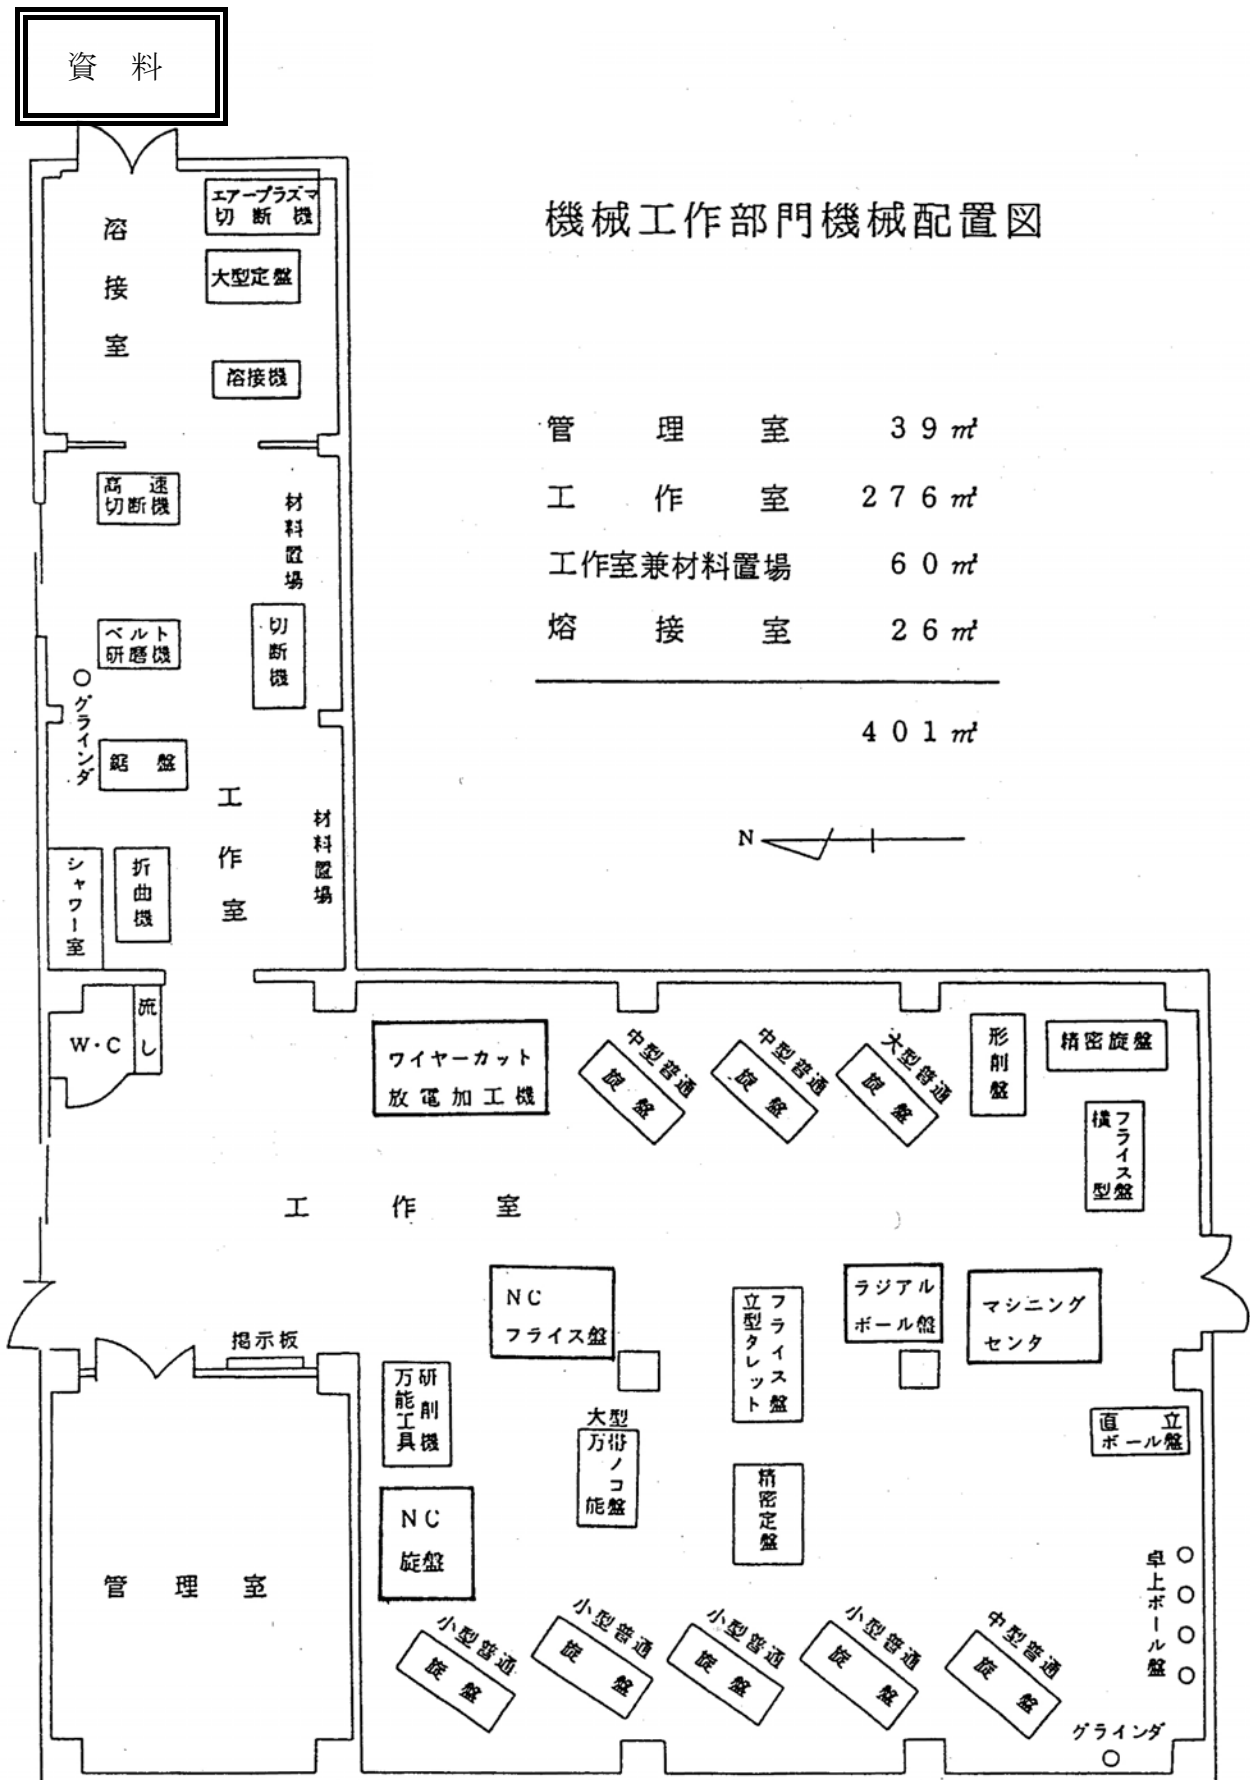 資 料
機械工作部門機械配置図
溶接室
エアープラズマ
切断機
大型定盤
溶接機
管理室 39㎡
工作室 276㎡
工作室兼材料置場 60㎡
熔接室 26㎡
401㎡
N
高速
切断機
材料置場
ベルト
研磨機
切断機
グラインダ
鋸盤
工作室
材料置場
シャワー室
折曲機
流し
W・C
ワイヤーカット
放電加工機
中型普通
旋盤
中型普通
旋盤
大型普通
旋盤
形削盤
精密旋盤
横型
フライス盤
工作室
NC
フライス盤
立型タレット
フライス盤
ラジアル
ボール盤
マシニング
センタ
掲示板
万能工具
研削機
大型
万能
帯ノコ盤
直立
ボール盤
NC
旋盤
精密定盤
管理室
小型普通
旋盤
小型普通
旋盤
小型普通
旋盤
小型普通
旋盤
中型普通
旋盤
卓上ボール盤
グラインダ